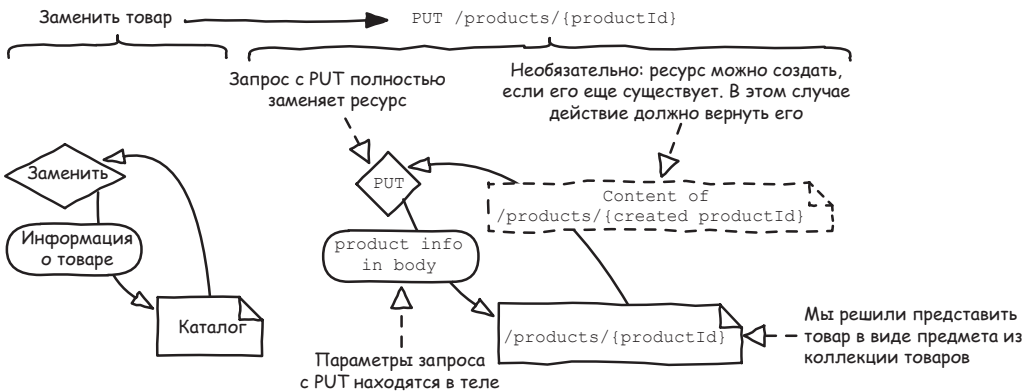 Заменить товар
PUT /products/{productId}
Запрос с PUT полностью
заменяет ресурс
Необязательно: ресурс можно создать,
если его еще существует. В этом случае
действие должно вернуть его
Заменить
Информация
о товаре
Каталог
PUT
product info
in body
Content of
/products/{created productId}
/products/{productId}
Параметры запроса
с PUT находятся в теле
Мы решили представить
товар в виде предмета из
коллекции товаров